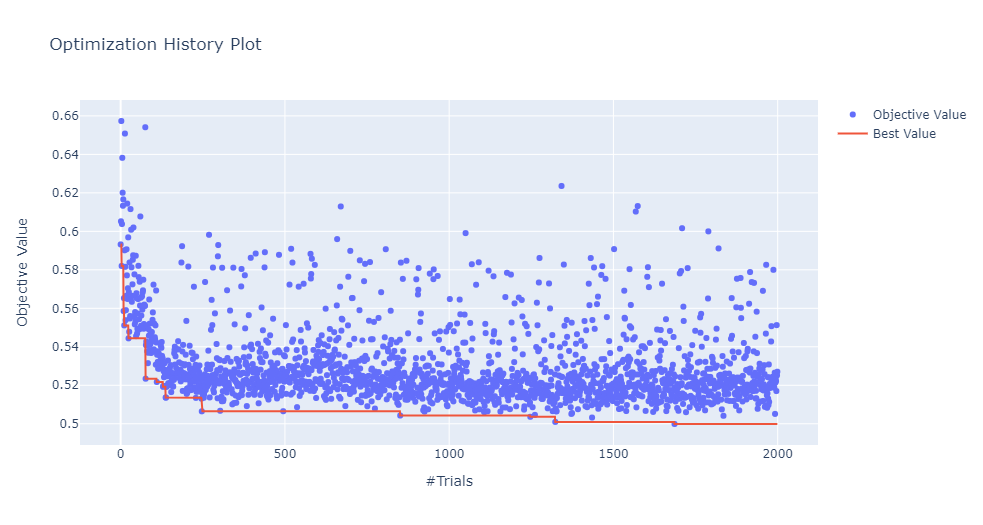 Optimization History Plot
Objective Value
0.66
0.64
0.62
0.6
0.58
0.56
0.54
0.52
0.5
0
500
1000
1500
2000
#Trials
Objective Value
Best Value